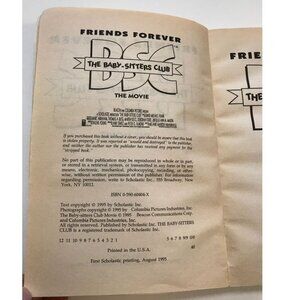 FRIENDS FOREVER
BSC
THE BABY-SITTERS CLUB
THE MOVIE
If you purchased this book without a cover, you should be aware that this
book is stolen property. It was reported as "unsold and destroyed" to the
publisher, and neither the author nor the publisher has received any payment for this
"stripped book."
No part of this publication may be reproduced in whole or in part, or stored in a
retrieval system, or transmitted in any form or by any means, electronic, mechanical, photocopying, recording, or otherwise, without written permission of the publisher. For information
regarding permission, write to Scholastic Inc., 555 Broadway, New
York, NY 10012.
ISBN 0-590-60404-X
Text copyright © 1995 by Scholastic Inc.
Photographs copyright © 1995 by Columbia Pictures Industries, Inc.
The Baby-sitters Club Movie © 1995 Beacon Communications Corp.
and Columbia Pictures Industries, Inc.
All rights reserved. Published by Scholastic Inc. THE BABY-SITTERS
CLUB is a registered trademark of Scholastic Inc.
12 11 10 9 8 7 6 5 4 3 2 1
5 6 7 8 9/9 0/0
Printed in the U.S.A.
40
First Scholastic printing, August 1995
FRIEN
THE